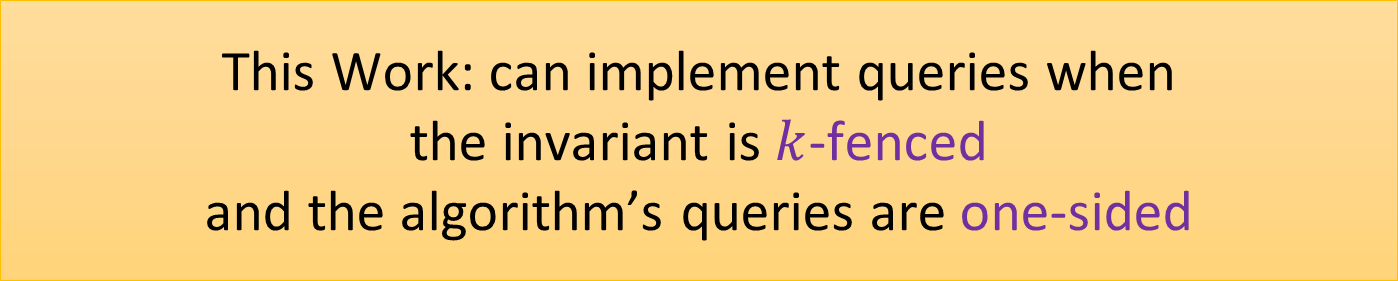 This Work: can implement queries when
the invariant is k-fenced
and the algorithm’s queries are one-sided